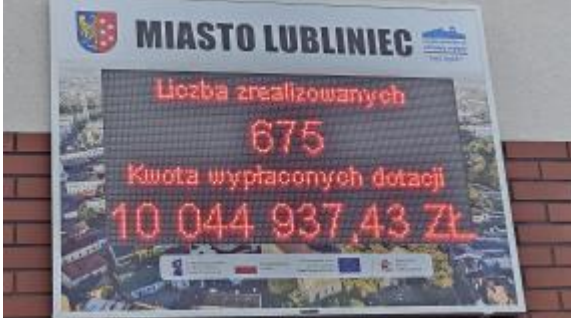 MIASTO LUBLINIEC
Liczba zrealizowanych
675
Kwota wypłaconych dotacji
10 044 937,43 ZŁ